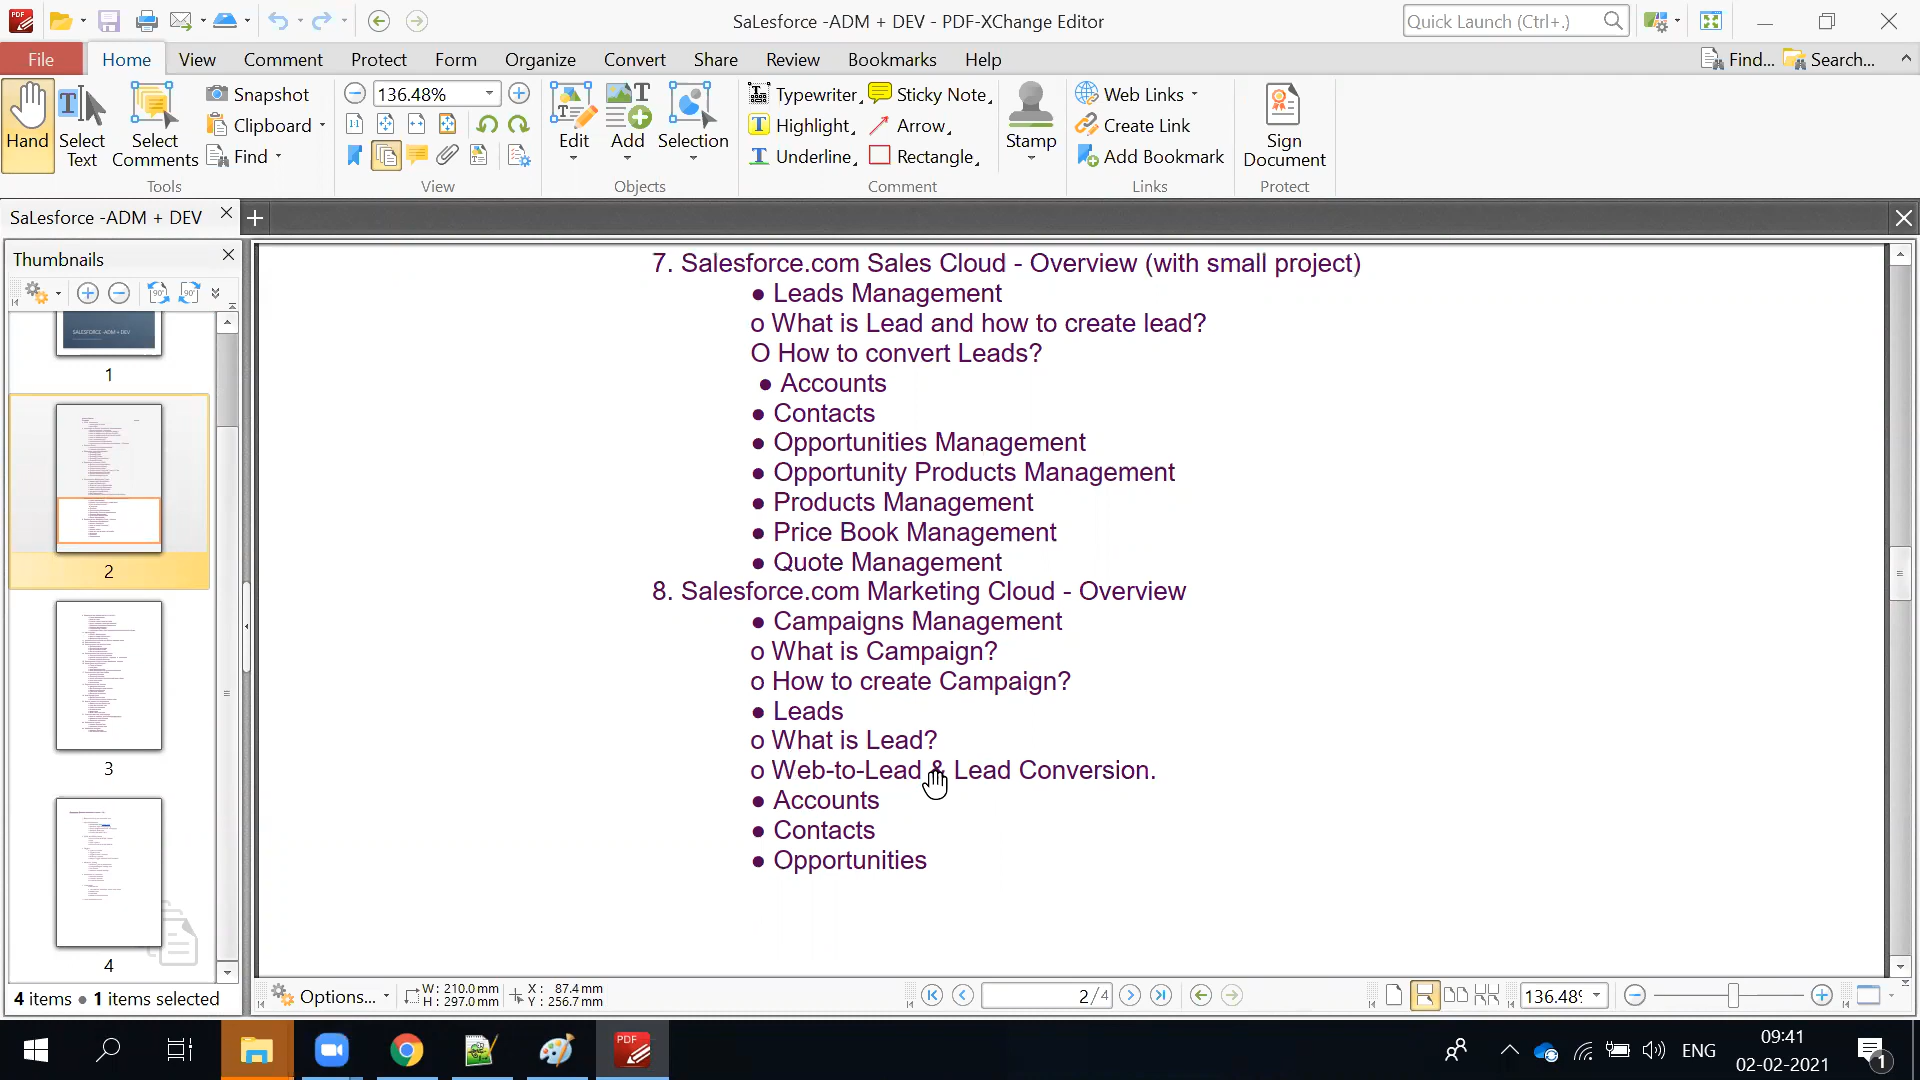 SaLesforce -ADM + DEV - PDF-XChange Editor
Quick Launch (Ctrl+.)
File Home View Comment Protect Form Organize Convert Share Review Bookmarks Help Find... Search...
Hand
Select Text
Select Comments
Snapshot
Clipboard
Find
Tools
136.48%
View
Edit
Add
Selection
Objects
Typewriter
Highlight
Underline
Sticky Note
Arrow
Rectangle
Stamp
Comment
Web Links
Create Link
Add Bookmark
Links
Sign Document
Protect
SaLesforce -ADM + DEV
Thumbnails
SALESFORCE -ADM + DEV
1
2
3
4
7. Salesforce.com Sales Cloud - Overview (with small project)
● Leads Management
o What is Lead and how to create lead?
O How to convert Leads?
● Accounts
● Contacts
● Opportunities Management
● Opportunity Products Management
● Products Management
● Price Book Management
● Quote Management
8. Salesforce.com Marketing Cloud - Overview
● Campaigns Management
o What is Campaign?
o How to create Campaign?
● Leads
o What is Lead?
o Web-to-Lead & Lead Conversion.
● Accounts
● Contacts
● Opportunities
4 items ● 1 items selected
Options...
W: 210.0 mm
H: 297.0 mm
X: 87.4 mm
Y: 256.7 mm
2/4
136.48%
PDF
ENG
09:41
02-02-2021
1